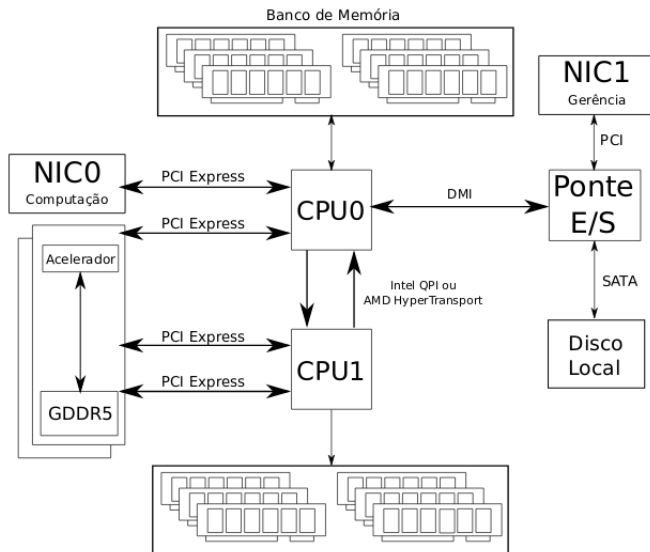 Banco de Memória
NIC1
Gerência
PCI
NIC0
Computação
PCI Express
CPU0
DMI
Ponte
E/S
PCI Express
Acelerador
Intel QPI ou
AMD HyperTransport
SATA
PCI Express
CPU1
Disco
Local
PCI Express
GDDR5